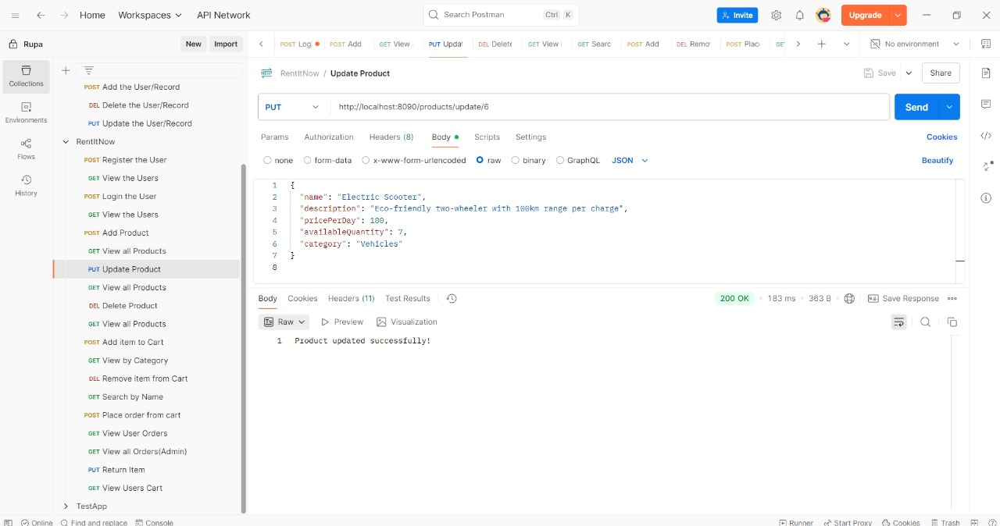 Home Workspaces API Network Search Postman Ctrl K Invite Upgrade
Rupa New Import POST Log POST Add GET View PUT Updat DEL Delete GET View GET Searc POST Add DEL Remo POST Plac GET No environment
Collections
Environments
Flows
History
POST Add the User/Record
DEL Delete the User/Record
PUT Update the User/Record
RentItNow
POST Register the User
GET View the Users
POST Login the User
GET View the Users
POST Add Product
GET View all Products
PUT Update Product
GET View all Products
DEL Delete Product
GET View all Products
POST Add item to Cart
GET View by Category
DEL Remove item from Cart
GET Search by Name
POST Place order from cart
GET View User Orders
GET View all Orders(Admin)
PUT Return Item
GET View Users Cart
TestApp
HTTP RentItNow / Update Product Save Share
PUT http://localhost:8090/products/update/6 Send
Params Authorization Headers (8) Body Scripts Settings Cookies
none form-data x-www-form-urlencoded raw binary GraphQL JSON Beautify
1 {
2 "name": "Electric Scooter",
3 "description": "Eco-friendly two-wheeler with 100km range per charge",
4 "pricePerDay": 180,
5 "availableQuantity": 7,
6 "category": "Vehicles"
7 }
8
Body Cookies Headers (11) Test Results 200 OK 183 ms 363 B Save Response
Raw Preview Visualization
1 Product updated successfully!
Online Find and replace Console Runner Start Proxy Cookies Trash